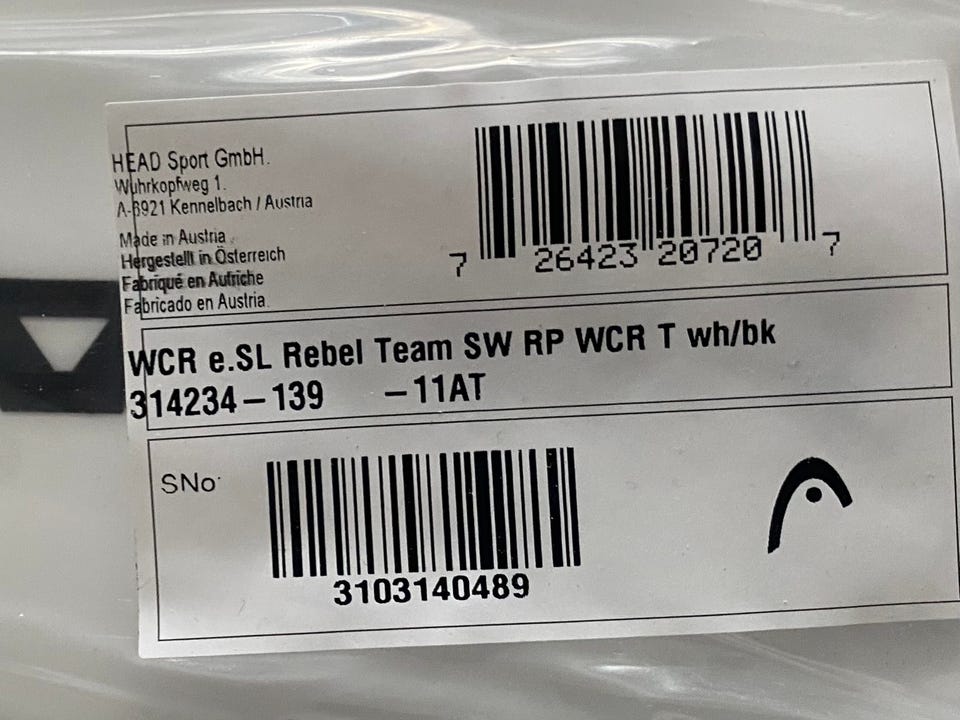 HEAD Sport GmbH.
Wuhrkopfweg 1.
A-6921 Kennelbach / Austria
Made in Austria
Hergestellt in Österreich
Fabriqué en Autriche
Fabricado en Austria
7 26423 20720 7
WCR e.SL Rebel Team SW RP WCR T wh/bk
314234-139 -11AT
SNo
3103140489